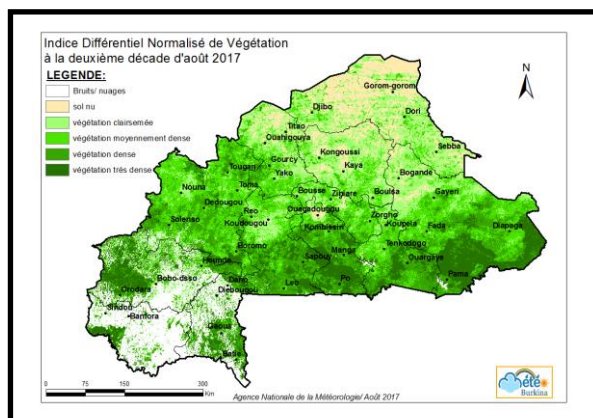 Indice Différentiel Normalisé de Végétation
à la deuxième décade d'août 2017
LEGENDE:
Bruits/ nuages
sol nu
végétation clairsemée
végétation moyennement dense
végétation dense
végétation très dense
N
Gorom-gorom
Djibo
Dori
Titao
Ouahigouya
Sebba
Kongoussi
Tougan
Gourcy
Kaya
Yako
Bogande
Nouna
Toma
Bousse
Ziniare
Boulsa
Gayeri
Dedougou
Reo
Ouagadougou
Zorgho
Solenso
Koudougou
Kombissiri
Koupela
Fada
Diapaga
Boromo
Manga
Tenkodogo
Hounde
Sapouy
Ouargaye
Bobo-dsso
Dano
Leo
Po
Pama
Orodara
Diebougou
Sindou
Banfora
Gaoua
Batie
0 75 150 300
Km
Agence Nationale de la Météorologie/ Août 2017
Météo
Burkina